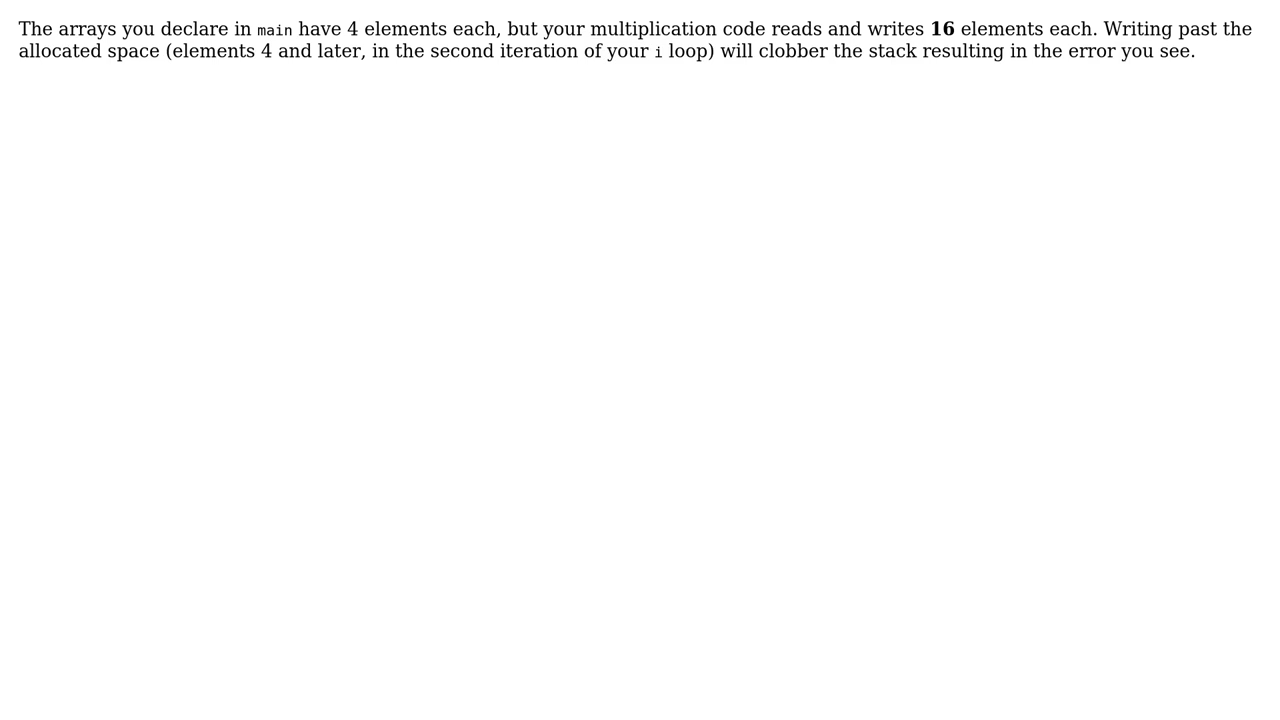 The arrays you declare in main have 4 elements each, but your multiplication code reads and writes 16 elements each. Writing past the
allocated space (elements 4 and later, in the second iteration of your i loop) will clobber the stack resulting in the error you see.